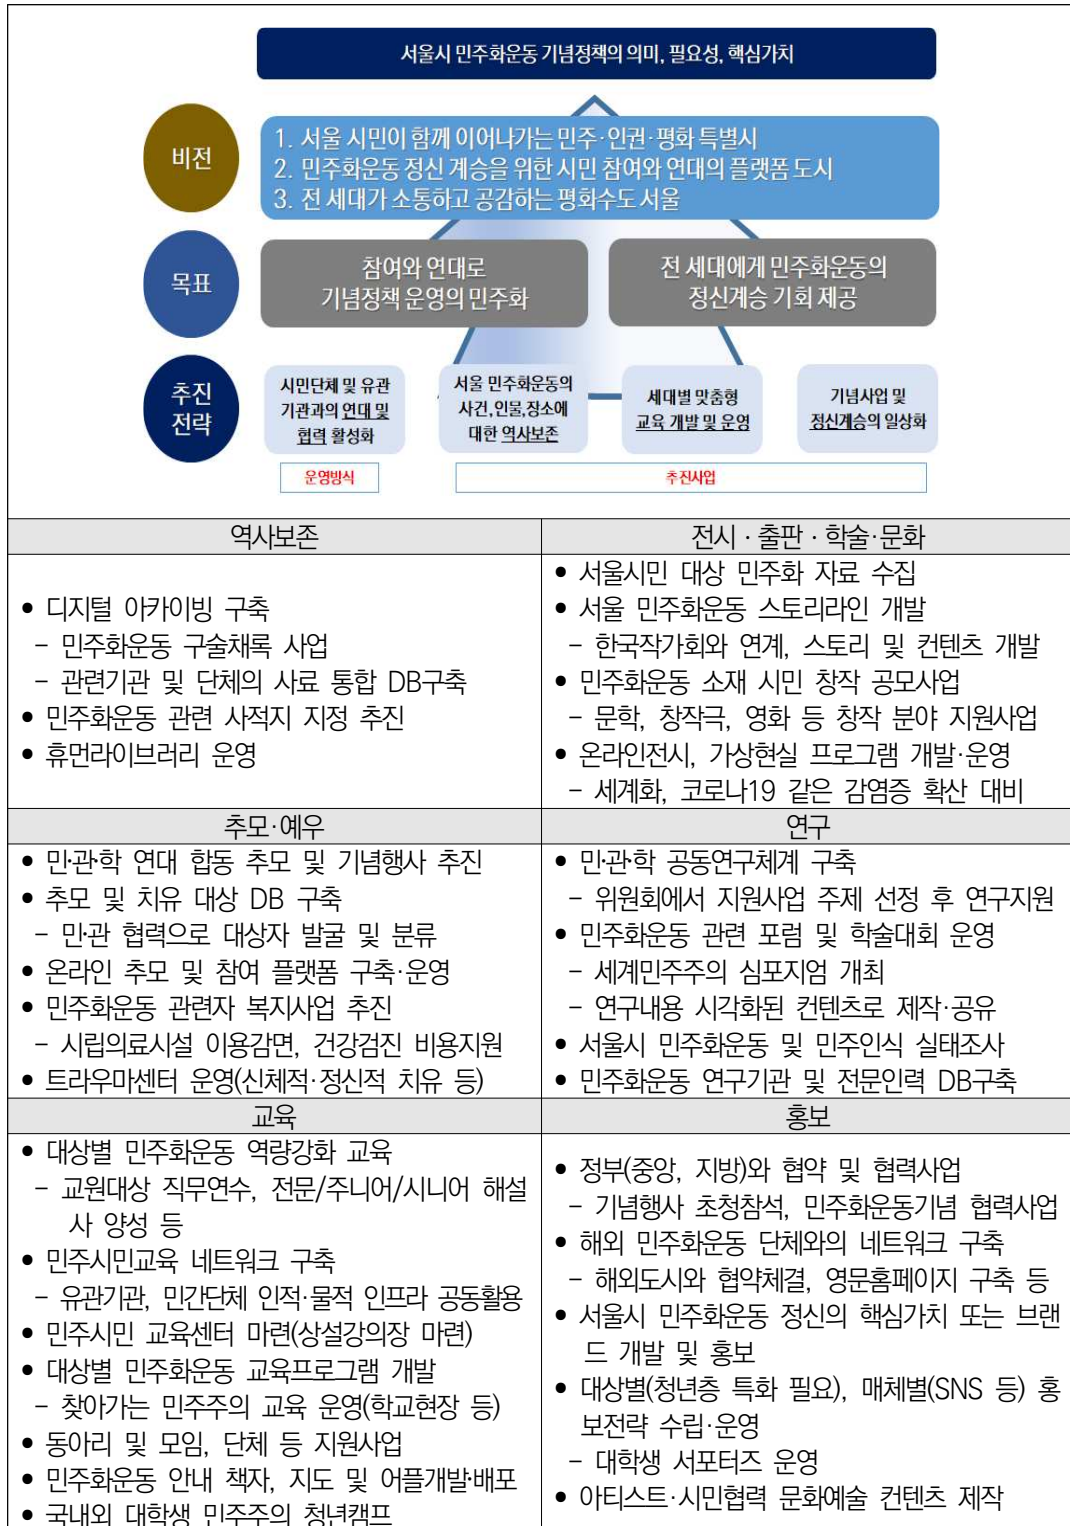 서울시 민주화운동 기념정책의 의미, 필요성, 핵심가치
비전
1. 서울 시민이 함께 이어나가는 민주·인권·평화 특별시
2. 민주화운동 정신 계승을 위한 시민 참여와 연대의 플랫폼 도시
3. 전 세대가 소통하고 공감하는 평화수도 서울
목표
참여와 연대로
기념정책 운영의 민주화
전 세대에게 민주화운동의
정신계승 기회 제공
추진
전략
시민단체 및 유관
기관과의 연대 및
협력 활성화
서울 민주화운동의
사건,인물,장소에
대한 역사보존
세대별 맞춤형
교육 개발 및 운영
기념사업 및
정신계승의 일상화
운영방식
추진사업
역사보존
• 디지털 아카이빙 구축
- 민주화운동 구술채록 사업
- 관련기관 및 단체의 사료 통합 DB구축
• 민주화운동 관련 사적지 지정 추진
• 휴먼라이브러리 운영
전시·출판·학술·문화
• 서울시민 대상 민주화 자료 수집
• 서울 민주화운동 스토리라인 개발
- 한국작가회와 연계, 스토리 및 컨텐츠 개발
• 민주화운동 소재 시민 창작 공모사업
- 문학, 창작극, 영화 등 창작 분야 지원사업
• 온라인전시, 가상현실 프로그램 개발·운영
- 세계화, 코로나19 같은 감염증 확산 대비
추모·예우
• 민·관·학 연대 합동 추모 및 기념행사 추진
• 추모 및 치유 대상 DB 구축
- 민·관 협력으로 대상자 발굴 및 분류
• 온라인 추모 및 참여 플랫폼 구축·운영
• 민주화운동 관련자 복지사업 추진
- 시립의료시설 이용감면, 건강검진 비용지원
• 트라우마센터 운영(신체적·정신적 치유 등)
연구
• 민·관·학 공동연구체계 구축
- 위원회에서 지원사업 주제 선정 후 연구지원
• 민주화운동 관련 포럼 및 학술대회 운영
- 세계민주주의 심포지엄 개최
- 연구내용 시각화된 컨텐츠로 제작·공유
• 서울시 민주화운동 및 민주인식 실태조사
• 민주화운동 연구기관 및 전문인력 DB구축
교육
• 대상별 민주화운동 역량강화 교육
- 교원대상 직무연수, 전문/주니어/시니어 해설
사 양성 등
• 민주시민교육 네트워크 구축
- 유관기관, 민간단체 인적·물적 인프라 공동활용
• 민주시민 교육센터 마련(상설강의장 마련)
• 대상별 민주화운동 교육프로그램 개발
- 찾아가는 민주주의 교육 운영(학교현장 등)
• 동아리 및 모임, 단체 등 지원사업
• 민주화운동 안내 책자, 지도 및 어플개발·배포
• 국내외 대학생 민주주의 청년캠프
홍보
• 정부(중앙, 지방)와 협약 및 협력사업
- 기념행사 초청참석, 민주화운동기념 협력사업
• 해외 민주화운동 단체와의 네트워크 구축
- 해외도시와 협약체결, 영문홈페이지 구축 등
• 서울시 민주화운동 정신의 핵심가치 또는 브랜
드 개발 및 홍보
• 대상별(청년층 특화 필요), 매체별(SNS 등) 홍
보전략 수립·운영
- 대학생 서포터즈 운영
• 아티스트·시민협력 문화예술 컨텐츠 제작